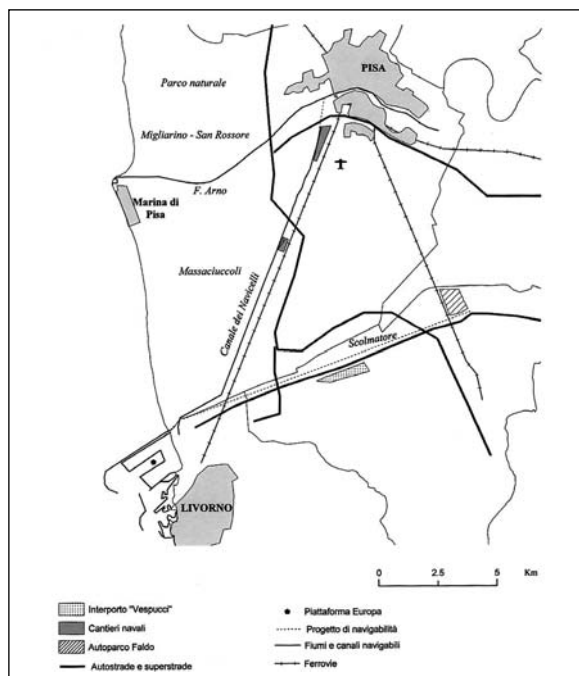 PISA
Parco naturale
Migliarino - San Rossore
F. Arno
Marina di
Pisa
Massaciuccoli
Canale dei Navicelli
Scolmatore
LIVORNO
0 2.5 5 Km
Interporto "Vespucci"
Cantieri navali
Autoparco Faldo
Autostrade e superstrade
Piattaforma Europa
Progetto di navigabilità
Fiumi e canali navigabili
Ferrovie